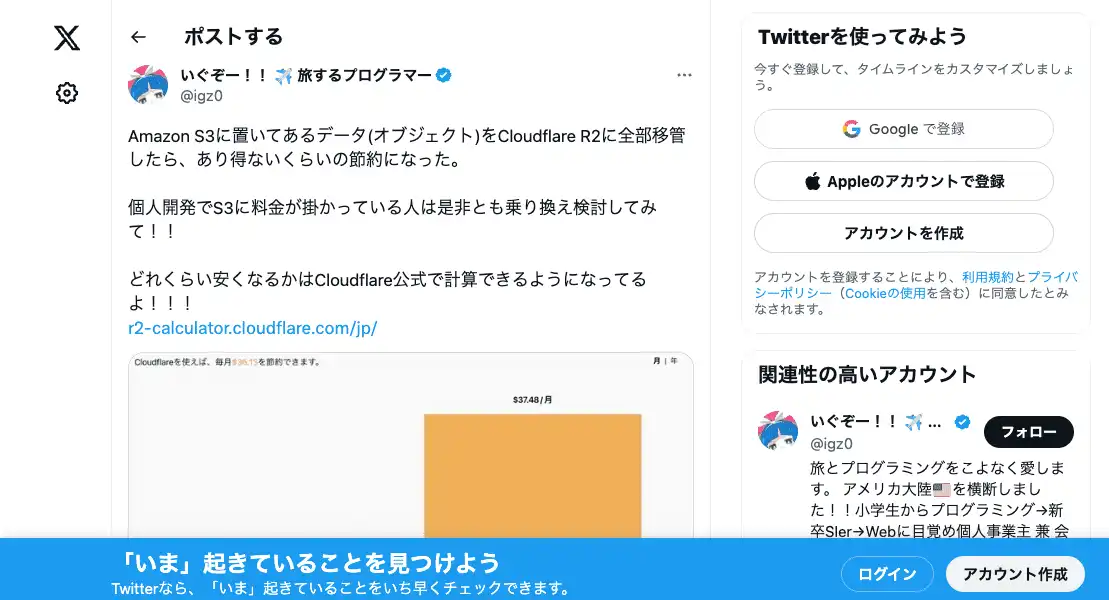 ポストする
いぐぞー！！ ✈️ 旅するプログラマー
@igz0
Amazon S3に置いてあるデータ(オブジェクト)をCloudflare R2に全部移管
したら、あり得ないくらいの節約になった。
個人開発でS3に料金が掛かっている人は是非とも乗り換え検討してみ
て！！
どれくらい安くなるかはCloudflare公式で計算できるようになってる
よ！！！
r2-calculator.cloudflare.com/jp/
Cloudflareを使えば、毎月$36.15を節約できます。
月 | 年
$37.48/月
Twitterを使ってみよう
今すぐ登録して、タイムラインをカスタマイズしましょ
う。
Google で登録
Appleのアカウントで登録
アカウントを作成
アカウントを登録することにより、利用規約とプライバ
シーポリシー（Cookieの使用を含む）に同意したとみ
なされます。
関連性の高いアカウント
いぐぞー！！ ✈️ ...
@igz0
フォロー
旅とプログラミングをこよなく愛しま
す。 アメリカ大陸🇺🇸を横断しまし
た！！小学生からプログラミング→新
卒SIer→Webに目覚め個人事業主 兼 会
「いま」起きていることを見つけよう
Twitterなら、「いま」起きていることをいち早くチェックできます。
ログイン
アカウント作成